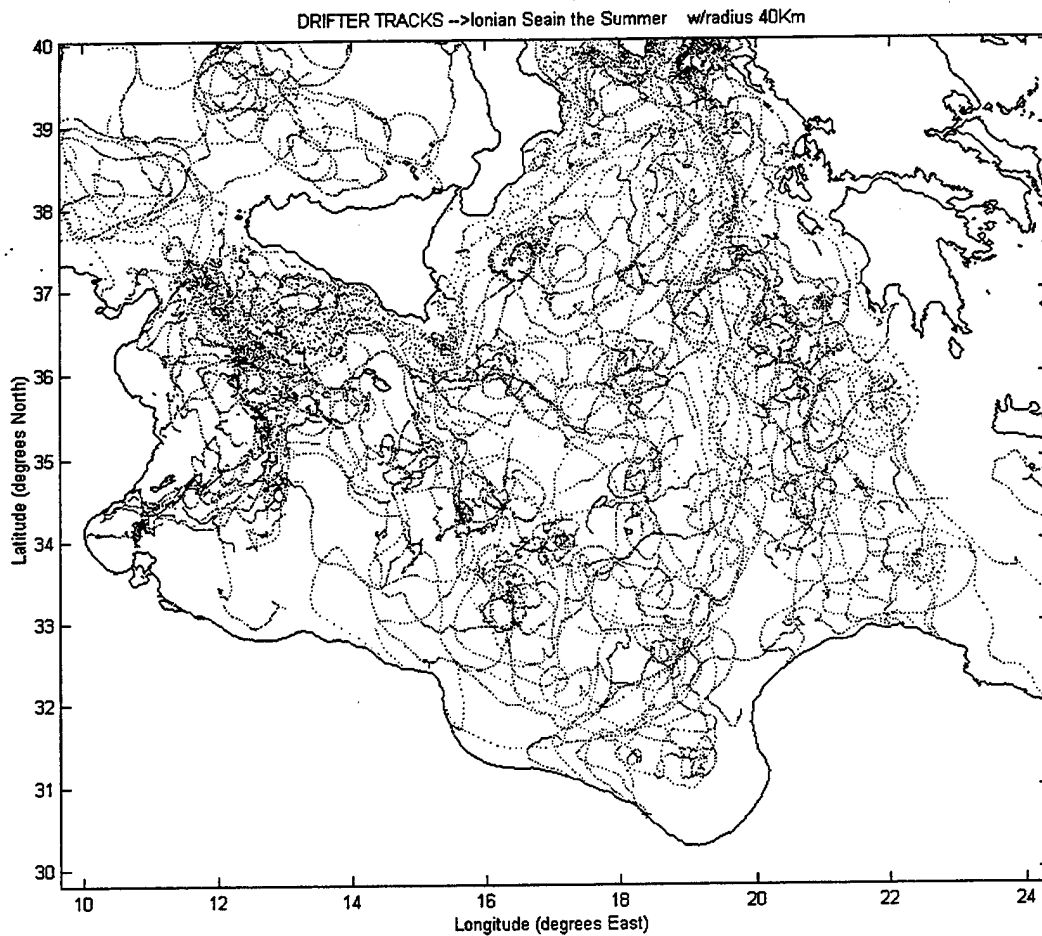 DRIFTER TRACKS -->Ionian Seain the Summer w/radius 40Km
40
39
38
37
36
35
34
33
32
31
30
Latitude (degrees North)
10 12 14 16 18 20 22 24
Longitude (degrees East)